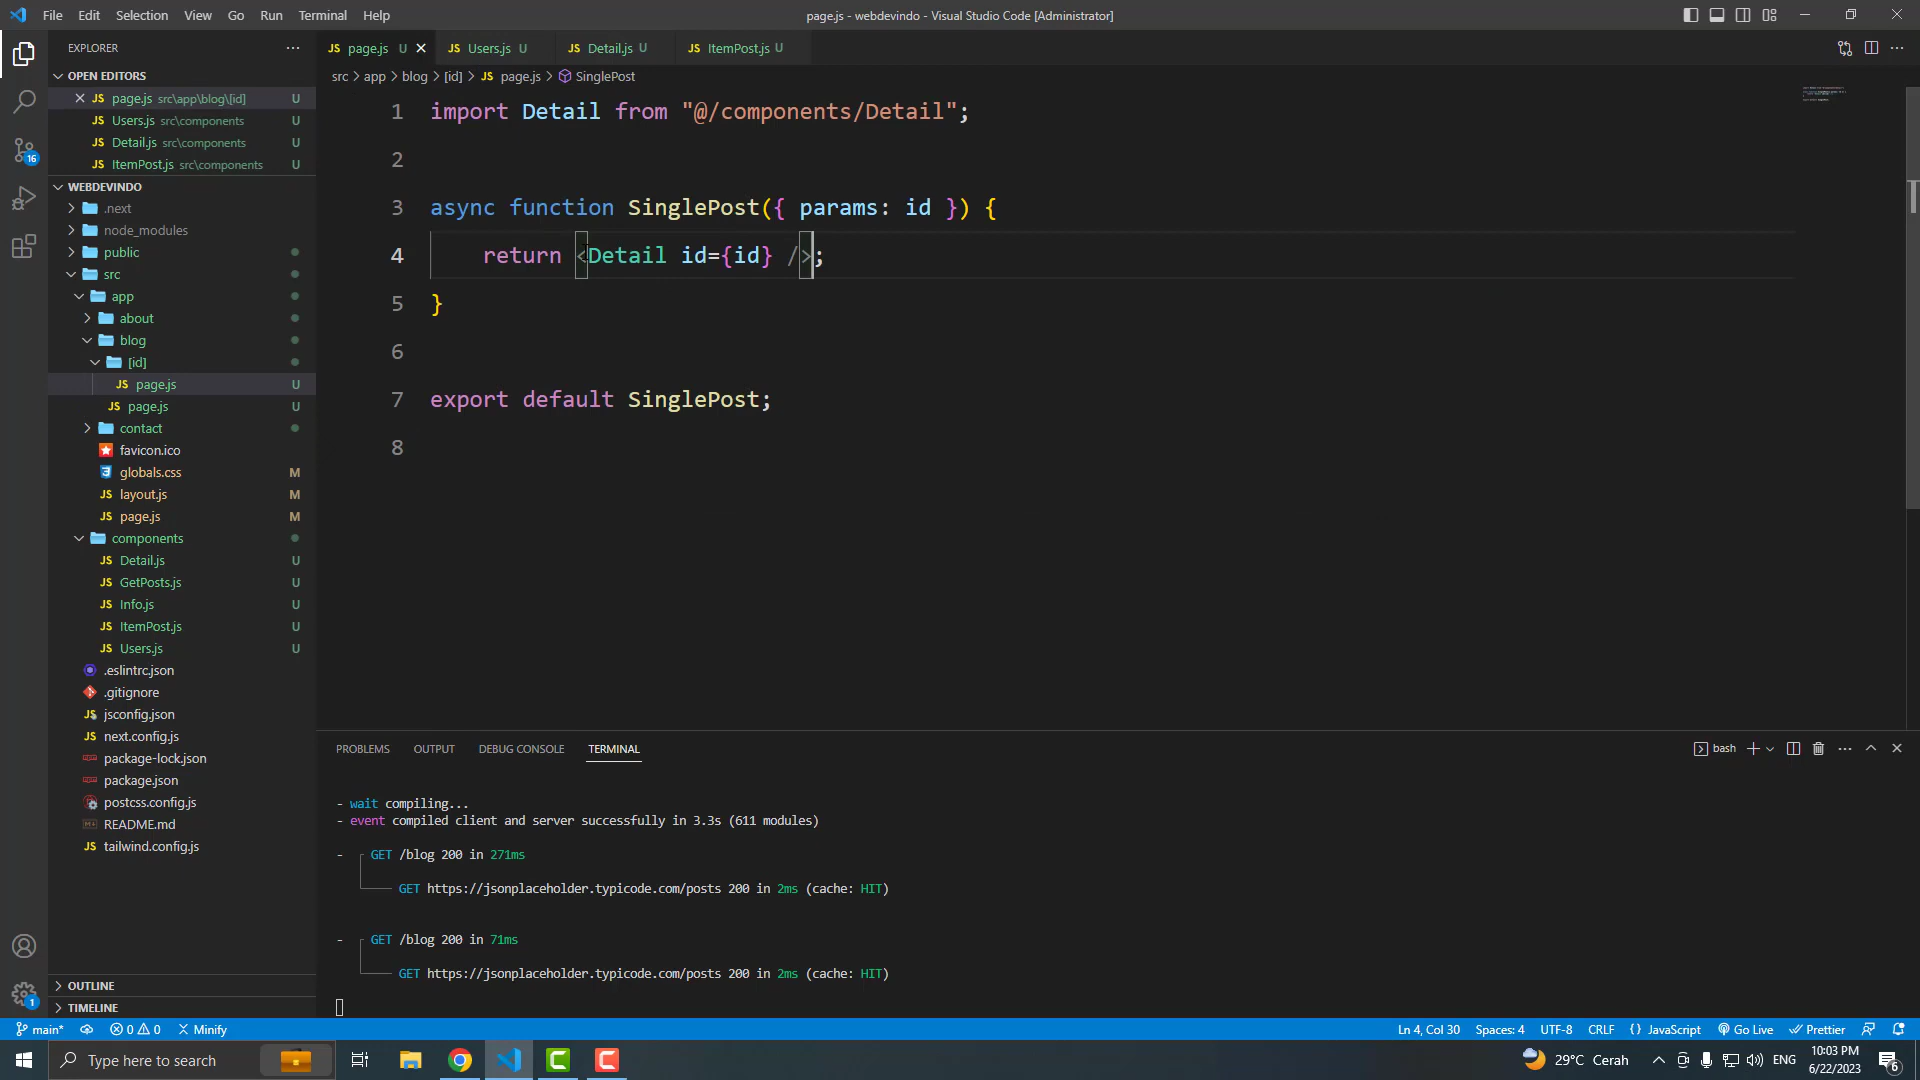 File Edit Selection View Go Run Terminal Help
page.js - webdevindo - Visual Studio Code [Administrator]
EXPLORER
OPEN EDITORS
page.js src\app\blog\[id] U
Users.js src\components U
Detail.js src\components U
ItemPost.js src\components U
WEBDEVINDO
.next
node_modules
public
src
app
about
blog
[id]
page.js U
page.js U
contact
favicon.ico
globals.css M
layout.js M
page.js M
components
Detail.js U
GetPosts.js U
Info.js U
ItemPost.js U
Users.js U
.eslintrc.json
.gitignore
jsconfig.json
next.config.js
package-lock.json
package.json
postcss.config.js
README.md
tailwind.config.js
OUTLINE
TIMELINE
16
1
page.js U
Users.js U
Detail.js U
ItemPost.js U
src > app > blog > [id] > page.js > SinglePost
1 import Detail from "@/components/Detail";
2
3 async function SinglePost({ params: id }) {
4 return <Detail id={id} />;
5 }
6
7 export default SinglePost;
8
PROBLEMS OUTPUT DEBUG CONSOLE TERMINAL
bash
- wait compiling...
- event compiled client and server successfully in 3.3s (611 modules)
- GET /blog 200 in 271ms
GET https://jsonplaceholder.typicode.com/posts 200 in 2ms (cache: HIT)
- GET /blog 200 in 71ms
GET https://jsonplaceholder.typicode.com/posts 200 in 2ms (cache: HIT)
main* 0 0 Minify
Ln 4, Col 30 Spaces: 4 UTF-8 CRLF {} JavaScript Go Live Prettier
Type here to search
29°C Cerah
ENG
10:03 PM
6/22/2023
6